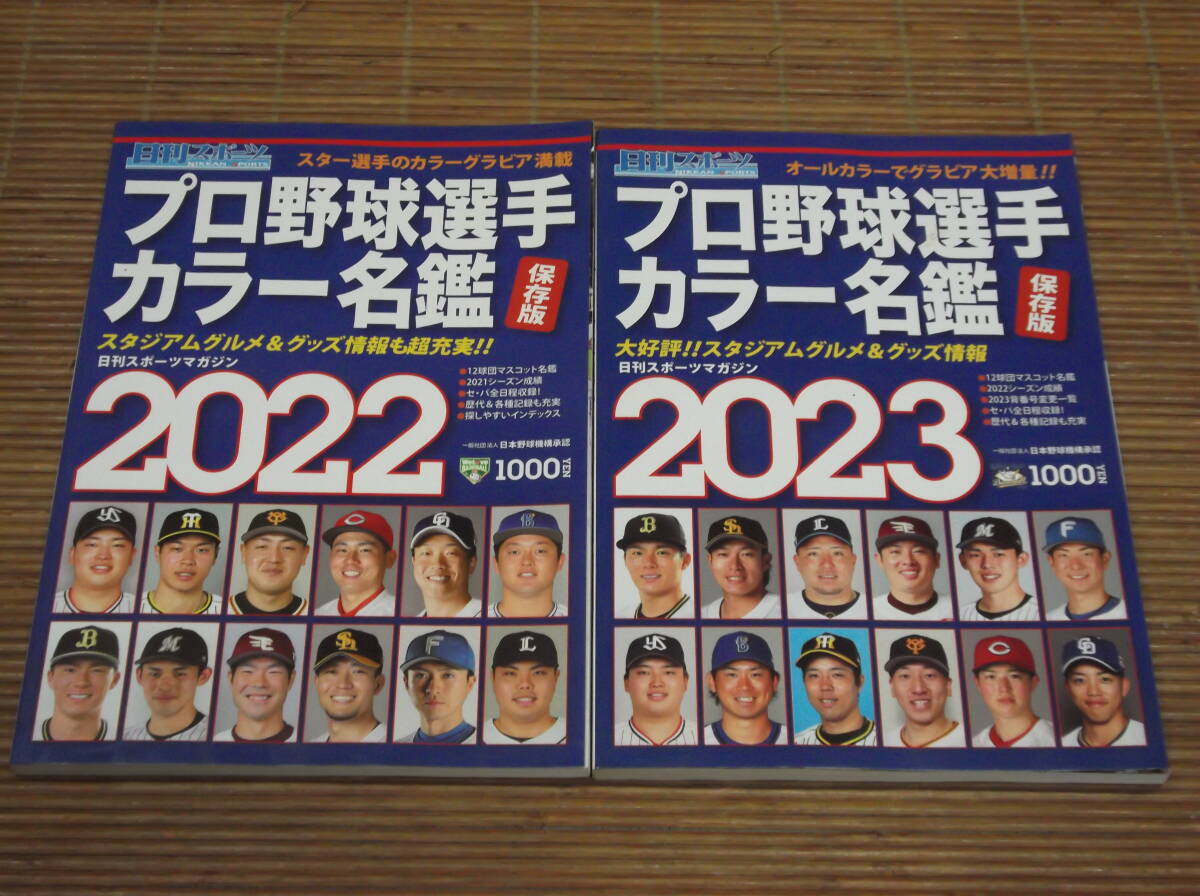 日刊スポーツ
NIKKAN SPORTS
スター選手のカラーグラビア満載
プロ野球選手
カラー名鑑
保存版
スタジアムグルメ&グッズ情報も超充実!!
日刊スポーツマガジン
2022
●12球団マスコット名鑑
●2021シーズン成績
●セ・パ全日程収録!
●歴代&各種記録も充実
●探しやすいインデックス
一般社団法人 日本野球機構承認
1000YEN
日刊スポーツ
NIKKAN SPORTS
オールカラーでグラビア大増量!!
プロ野球選手
カラー名鑑
保存版
大好評!!スタジアムグルメ&グッズ情報
日刊スポーツマガジン
2023
●12球団マスコット名鑑
●2022シーズン成績
●2023背番号変更一覧
●セ・パ全日程収録!
●歴代&各種記録も充実
一般社団法人 日本野球機構承認
1000YEN